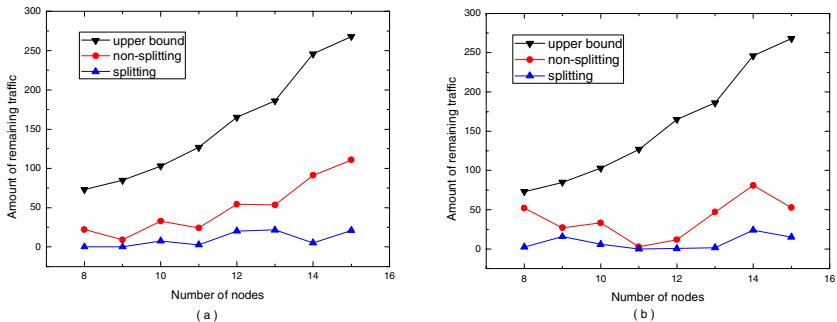 300
250
200
150
100
50
0
Amount of remaining traffic
upper bound
non-splitting
splitting
8
10
12
14
16
Number of nodes
( a )
300
250
200
150
100
50
0
Amount of remaining traffic
upper bound
non-splitting
splitting
8
10
12
14
16
Number of nodes
( b )